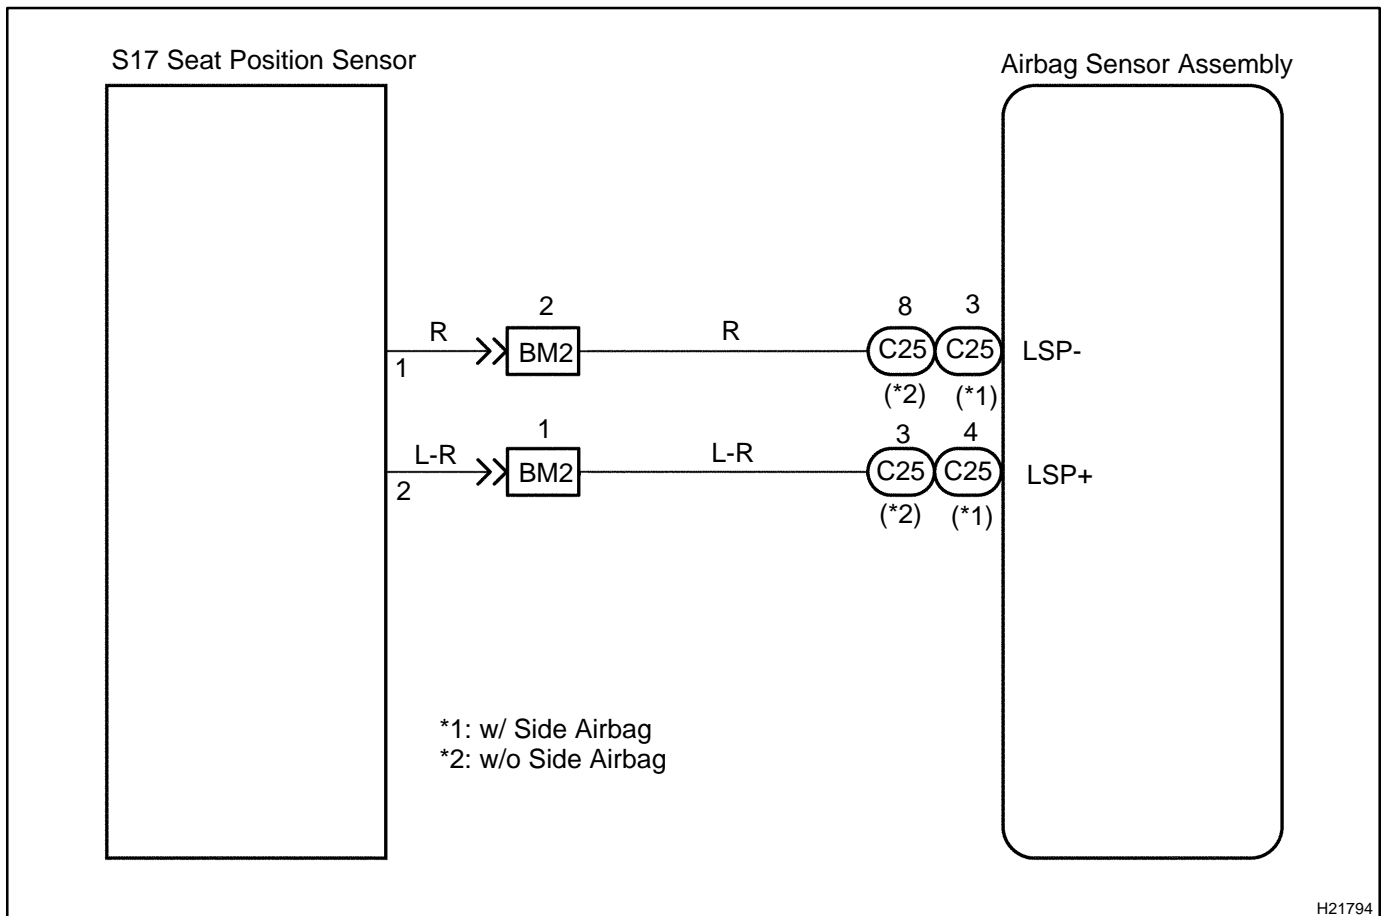 S17 Seat Position Sensor
Airbag Sensor Assembly
2 8 3
R R
BM2 C25 C25 LSP-
1
(*2) (*1)
1 3 4
L-R L-R
BM2 C25 C25 LSP+
2
(*2) (*1)
*1: w/ Side Airbag
*2: w/o Side Airbag
H21794